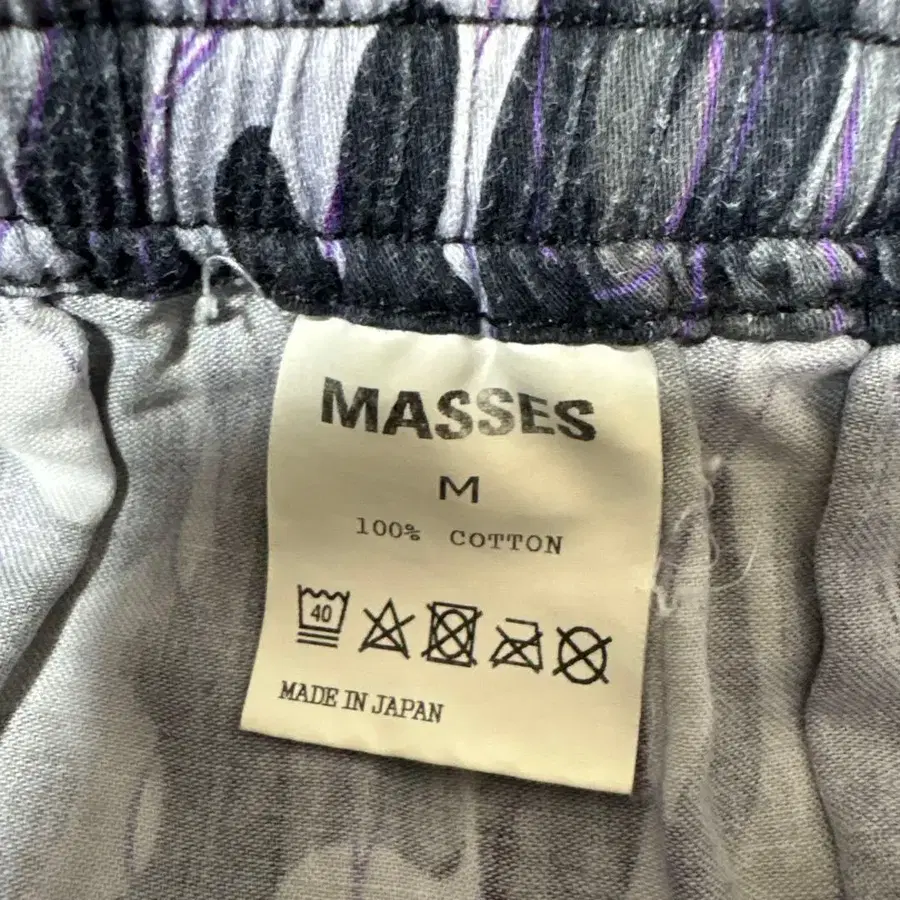 MASSES
M
100% COTTON
40
MADE IN JAPAN